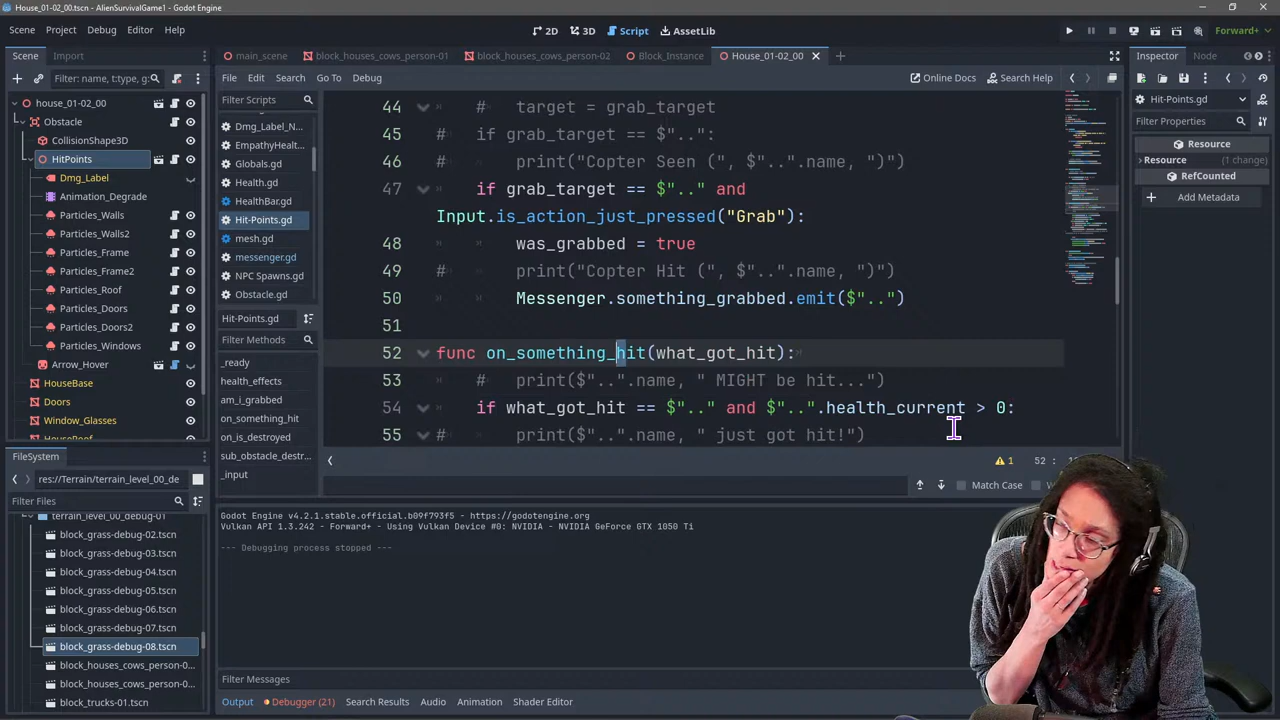 House_01-02_00.tscn - AlienSurvivalGame1 - Godot Engine
Scene Project Debug Editor Help
2D 3D Script AssetLib
Forward+
Scene Import
main_scene block_houses_cows_person-01 block_houses_cows_person-02 Block_Instance House_01-02_00
Inspector Node
Filter: name, t:type, g:
File Edit Search Go To Debug
Online Docs Search Help
house_01-02_00
Obstacle
CollisionShape3D
HitPoints
Dmg_Label
Animation_Degrade
Particles_Walls
Particles_Walls2
Particles_Frame
Particles_Frame2
Particles_Roof
Particles_Doors
Particles_Doors2
Particles_Windows
Arrow_Hover
HouseBase
Doors
Window_Glasses
Filter Scripts
Dmg_Label_N...
EmpathyHealt...
Globals.gd
Health.gd
HealthBar.gd
Hit-Points.gd
mesh.gd
messenger.gd
NPC Spawns.gd
Obstacle.gd
Hit-Points.gd
Filter Methods
_ready
health_effects
am_i_grabbed
on_something_hit
on_is_destroyed
sub_obstacle_destr...
_input
44 # target = grab_target
45 # if grab_target == $"..":
46 # print("Copter Seen (", $"..".name, ")")
47 if grab_target == $".." and
Input.is_action_just_pressed("Grab"):
48 was_grabbed = true
49 # print("Copter Hit (", $"..".name, ")")
50 Messenger.something_grabbed.emit($"..")
51
52 func on_something_hit(what_got_hit):
53 # print($"..".name, " MIGHT be hit...")
54 if what_got_hit == $".." and $"..".health_current > 0:
55 # print($"..".name, " just got hit!")
1 52 :
Match Case
Hit-Points.gd
Filter Properties
Resource
Resource (1 change
RefCounted
Add Metadata
FileSystem
res://Terrain/terrain_level_00_de
Filter Files
terrain_level_00_debug-01
block_grass-debug-02.tscn
block_grass-debug-03.tscn
block_grass-debug-04.tscn
block_grass-debug-05.tscn
block_grass-debug-06.tscn
block_grass-debug-07.tscn
block_grass-debug-08.tscn
block_houses_cows_person-0...
block_houses_cows_person-0...
block_trucks-01.tscn
Godot Engine v4.2.1.stable.official.b09f793f5 - https://godotengine.org
Vulkan API 1.3.242 - Forward+ - Using Vulkan Device #0: NVIDIA - NVIDIA GeForce GTX 1050 Ti
--- Debugging process stopped ---
Filter Messages
Output Debugger (21) Search Results Audio Animation Shader Editor